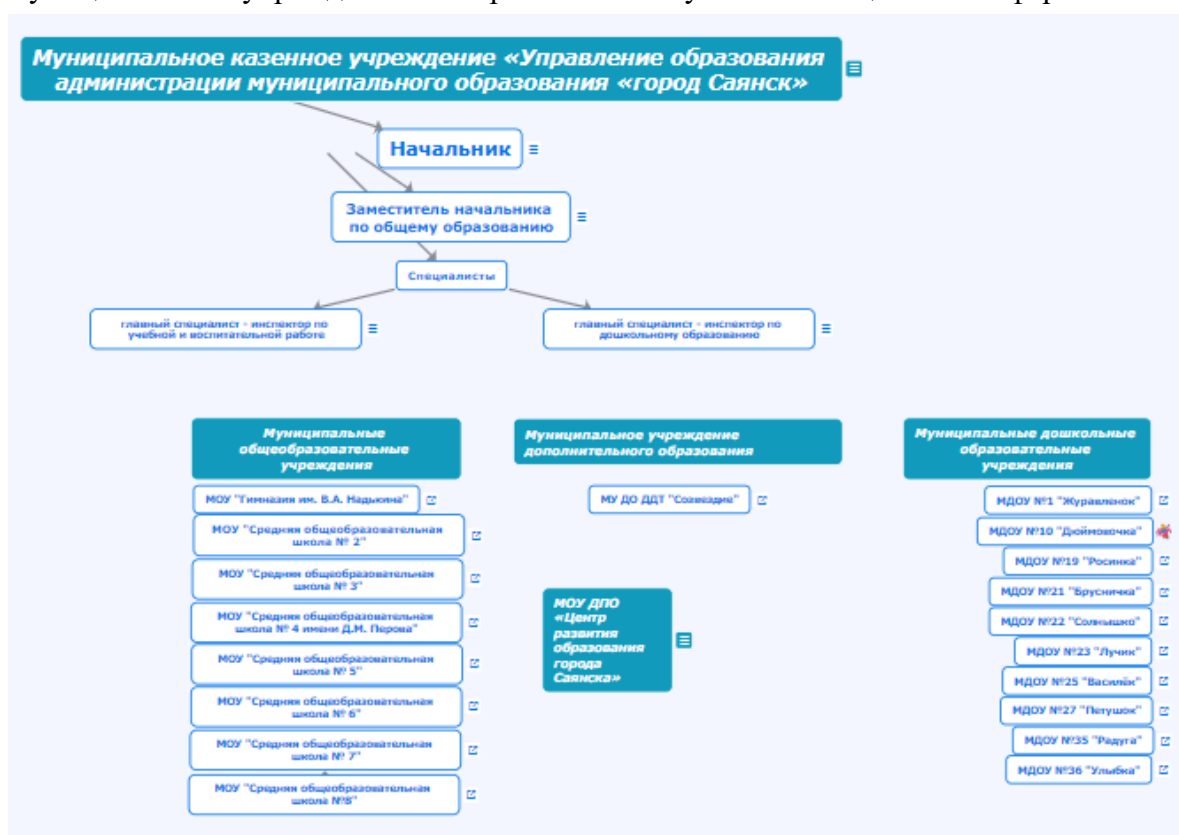 Муниципальное казенное учреждение «Управление образования
администрации муниципального образования «город Саянск»
Начальник
Заместитель начальника
по общему образованию
Специалисты
главный специалист - инспектор по
учебной и воспитательной работе
главный специалист - инспектор по
дошкольному образованию
Муниципальные
общеобразовательные
учреждения
МОУ "Гимназия им. В.А. Надькина"
МОУ "Средняя общеобразовательная
школа № 2"
МОУ "Средняя общеобразовательная
школа № 3"
МОУ "Средняя общеобразовательная
школа № 4 имени Д.М. Перова"
МОУ "Средняя общеобразовательная
школа № 5"
МОУ "Средняя общеобразовательная
школа № 6"
МОУ "Средняя общеобразовательная
школа № 7"
МОУ "Средняя общеобразовательная
школа №8"
Муниципальное учреждение
дополнительного образования
МУ ДО ДДТ "Созвездие"
МОУ ДПО
«Центр
развития
образования
города
Саянска»
Муниципальные дошкольные
образовательные
учреждения
МДОУ №1 "Журавленок"
МДОУ №10 "Дюймовочка"
МДОУ №19 "Росинка"
МДОУ №21 "Брусничка"
МДОУ №22 "Солнышко"
МДОУ №23 "Лучик"
МДОУ №25 "Василёк"
МДОУ №27 "Петушок"
МДОУ №35 "Радуга"
МДОУ №36 "Улыбка"